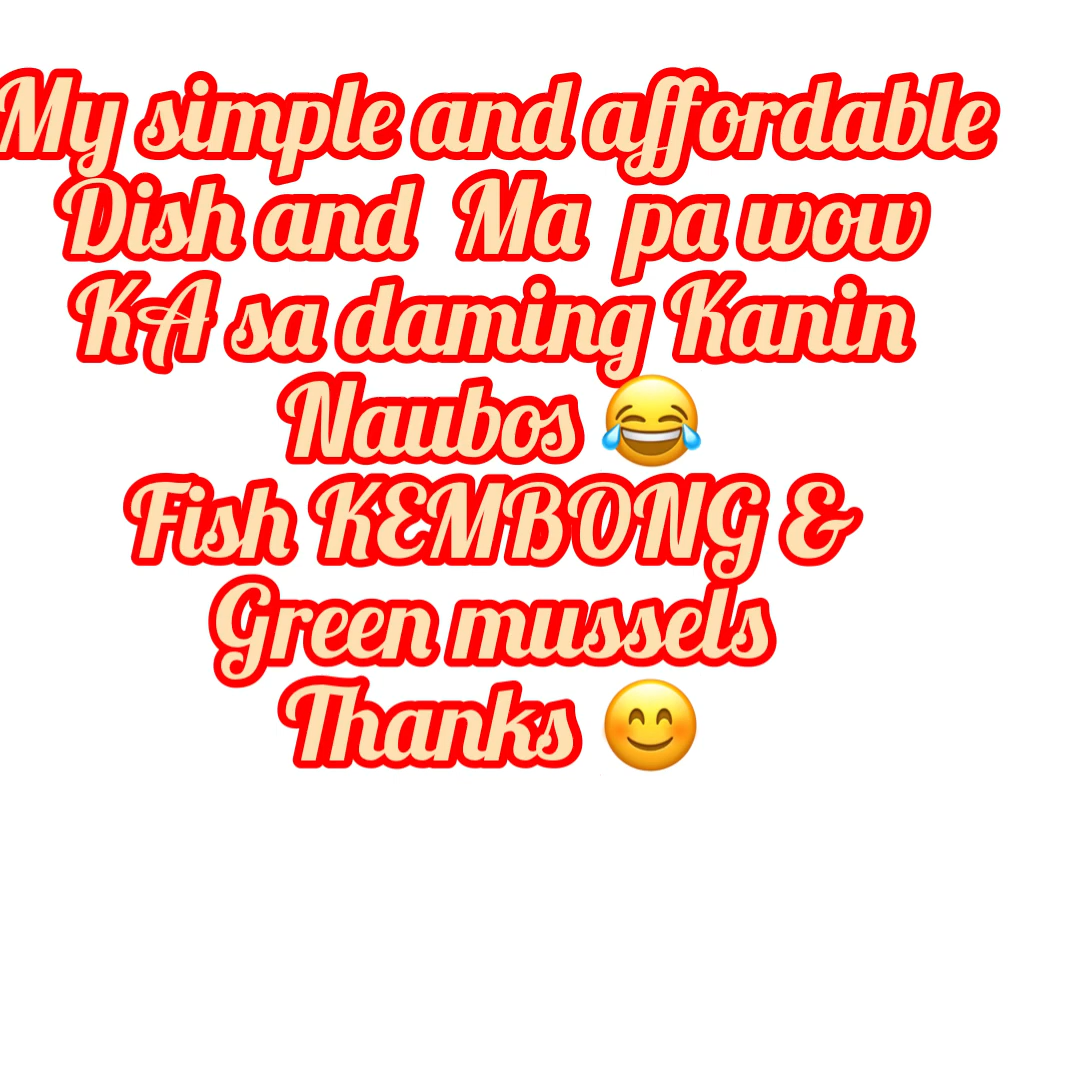 My simple and affordable
Dish and Ma pa wow
KA sa daming Kanin
Naubos 😂
Fish KEMBONG &
Green mussels
Thanks 😊